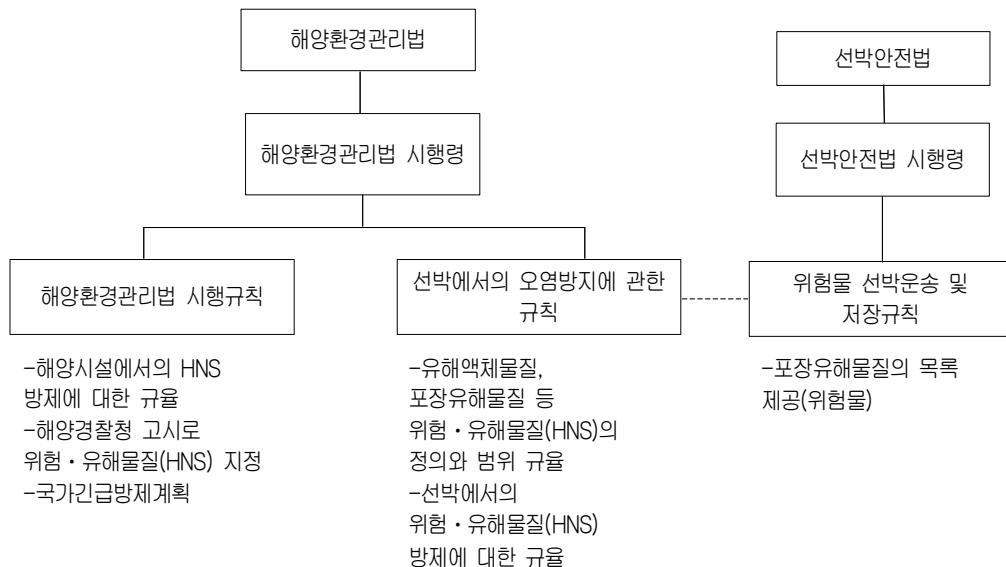 해양환경관리법
선박안전법
해양환경관리법 시행령
선박안전법 시행령
해양환경관리법 시행규칙
선박에서의 오염방지에 관한
규칙
위험물 선박운송 및
저장규칙
-해양시설에서의 HNS
방제에 대한 규율
-해양경찰청 고시로
위험·유해물질(HNS) 지정
-국가긴급방제계획
-유해액체물질,
포장유해물질 등
위험·유해물질(HNS)의
정의와 범위 규율
-선박에서의
위험·유해물질(HNS)
방제에 대한 규율
-포장유해물질의 목록
제공(위험물)